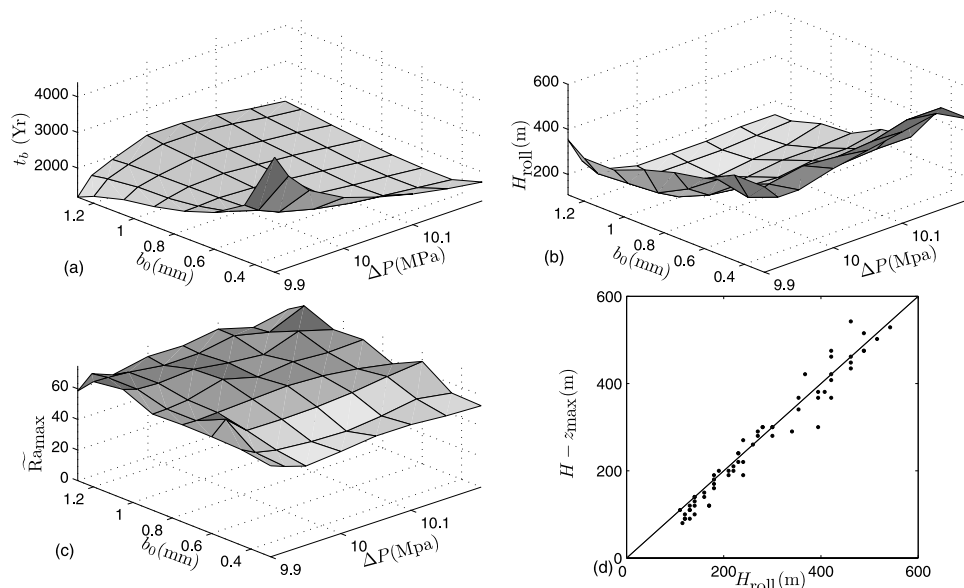 4000
3000
2000
t_b (Yr)
1.2
1
0.8
0.6
0.4
b_0(mm)
9.9
10
10.1
ΔP(MPa)
(a)
600
400
200
H_roll(m)
1.2
1
0.8
0.6
0.4
b_0(mm)
9.9
10
10.1
ΔP(Mpa)
(b)
60
40
20
0
R̃a_max
1.2
1
0.8
0.6
0.4
b_0(mm)
9.9
10
10.1
ΔP(Mpa)
(c)
600
400
200
0
H − z_max(m)
0
200
400
600
H_roll(m)
(d)